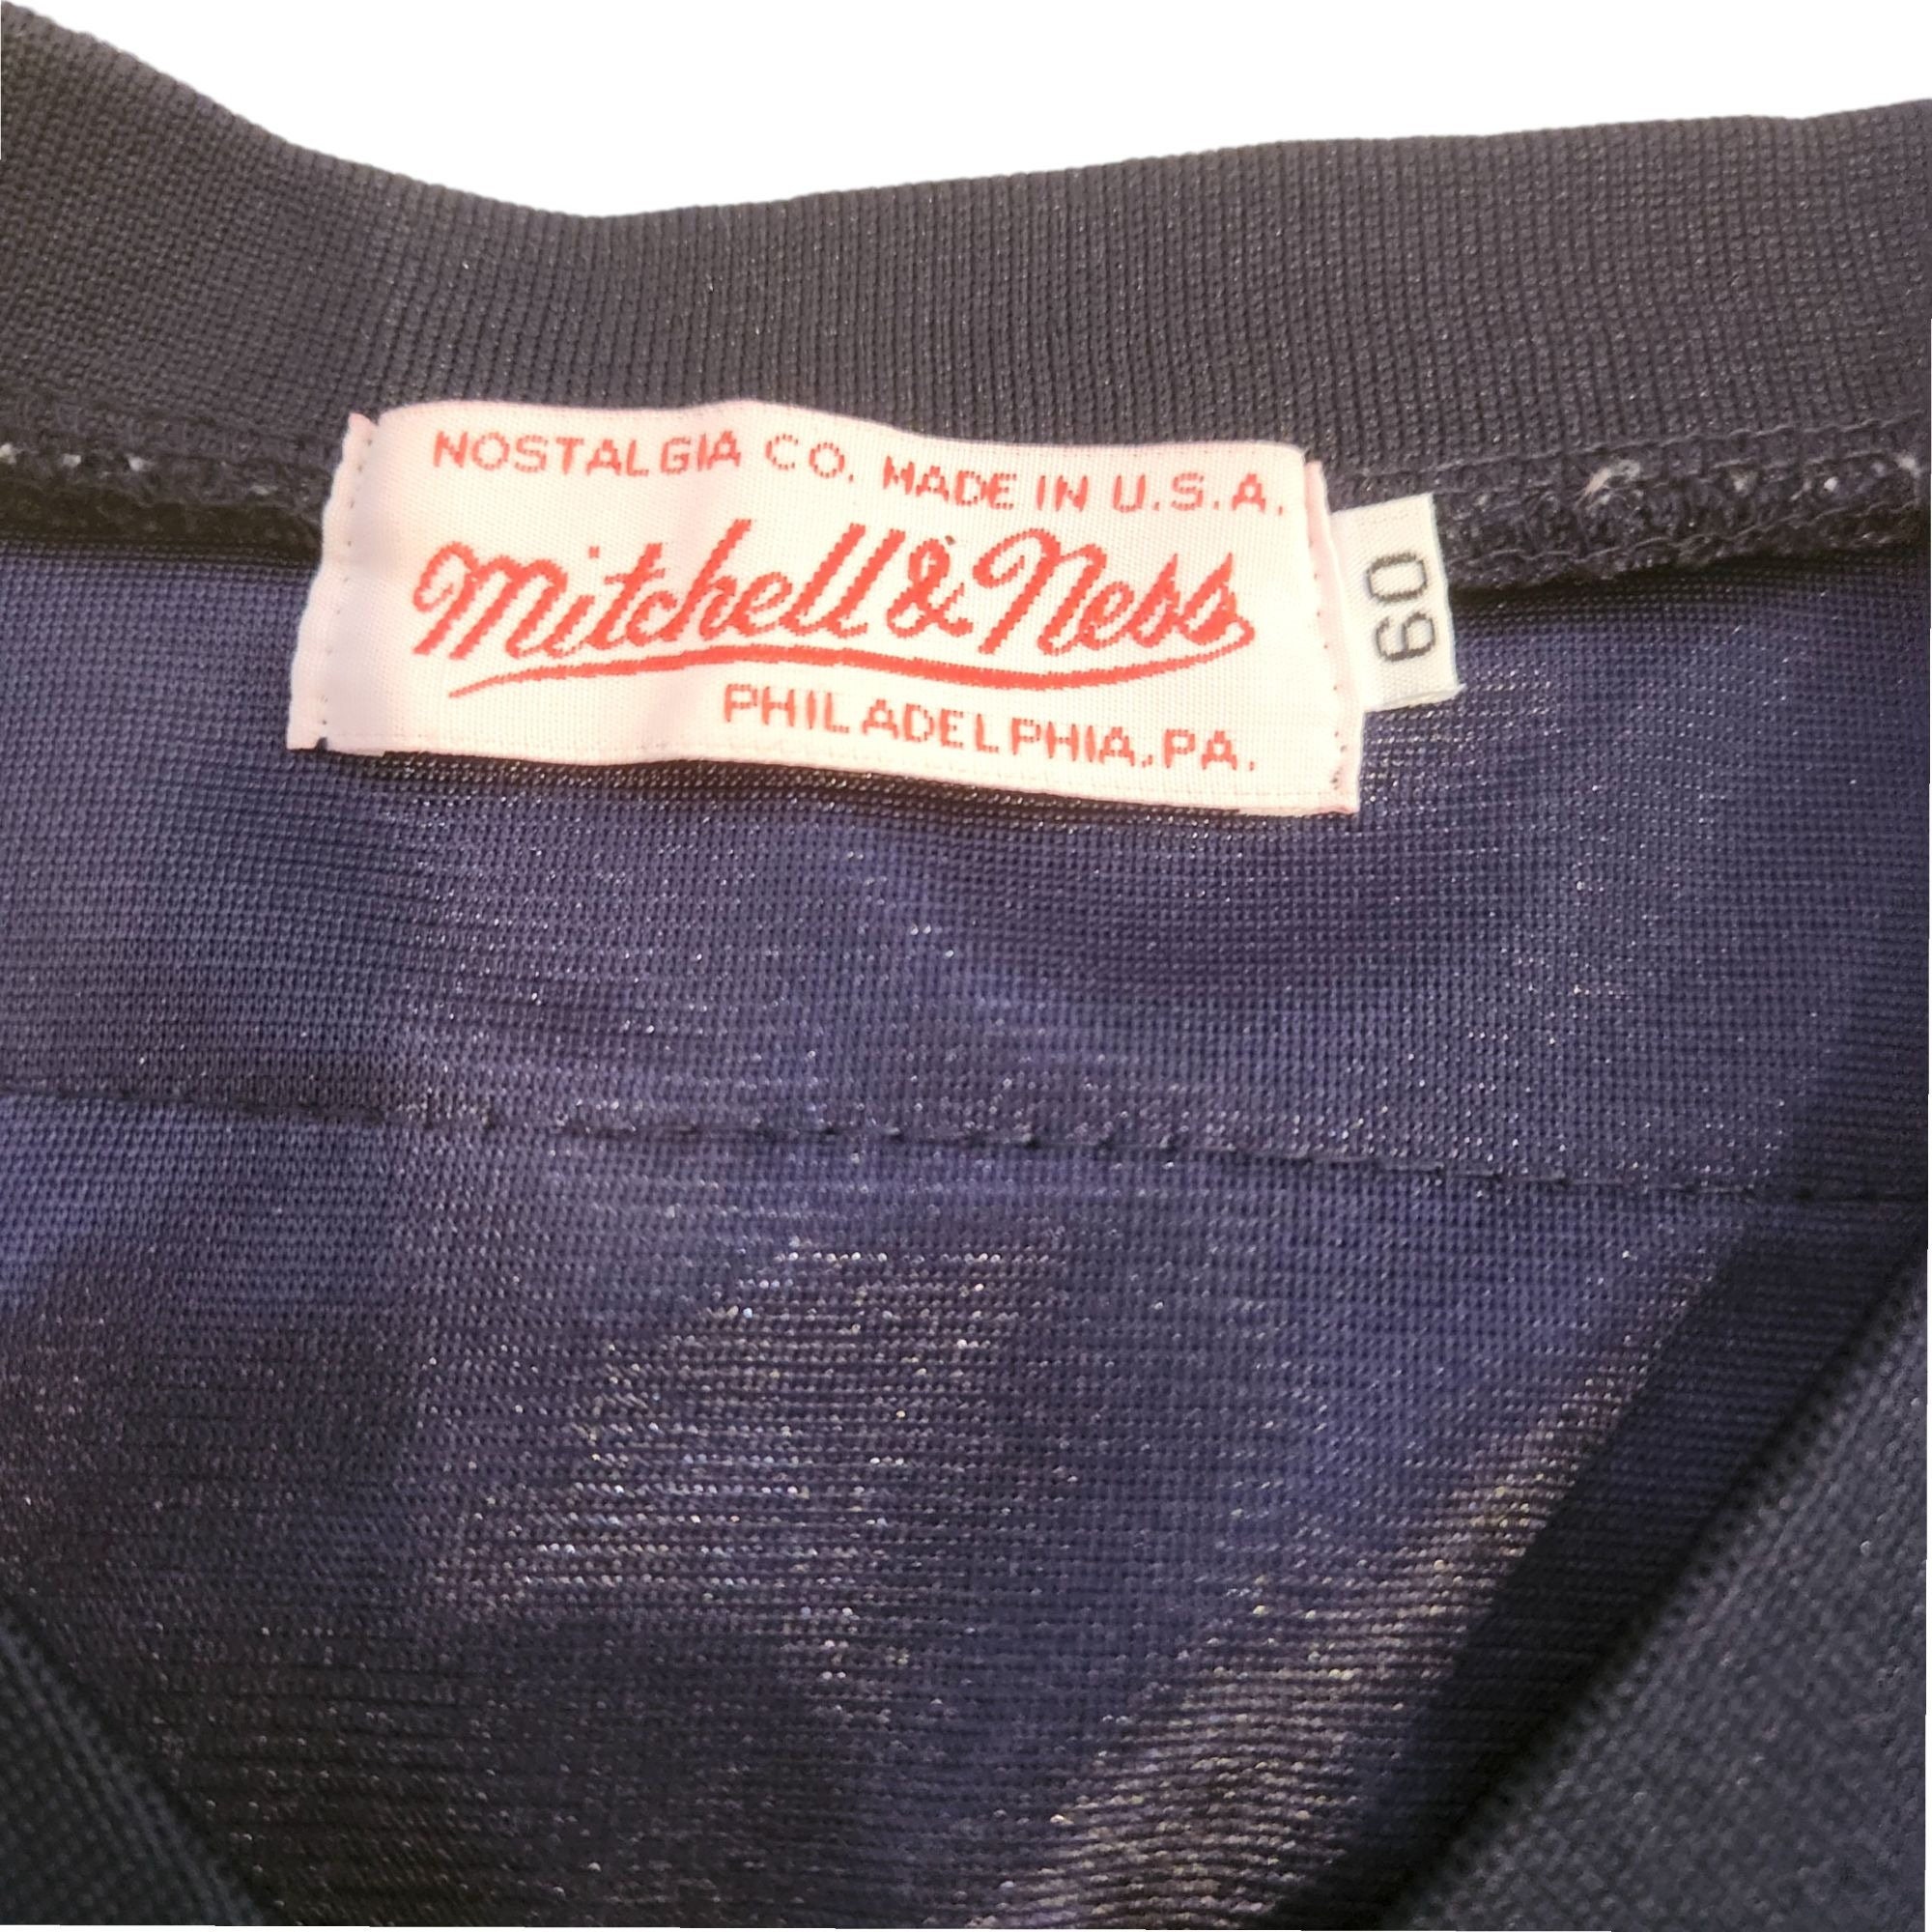 NOSTALGIA CO. MADE IN U.S.A.
Mitchell & Ness
PHILADELPHIA, PA.
60